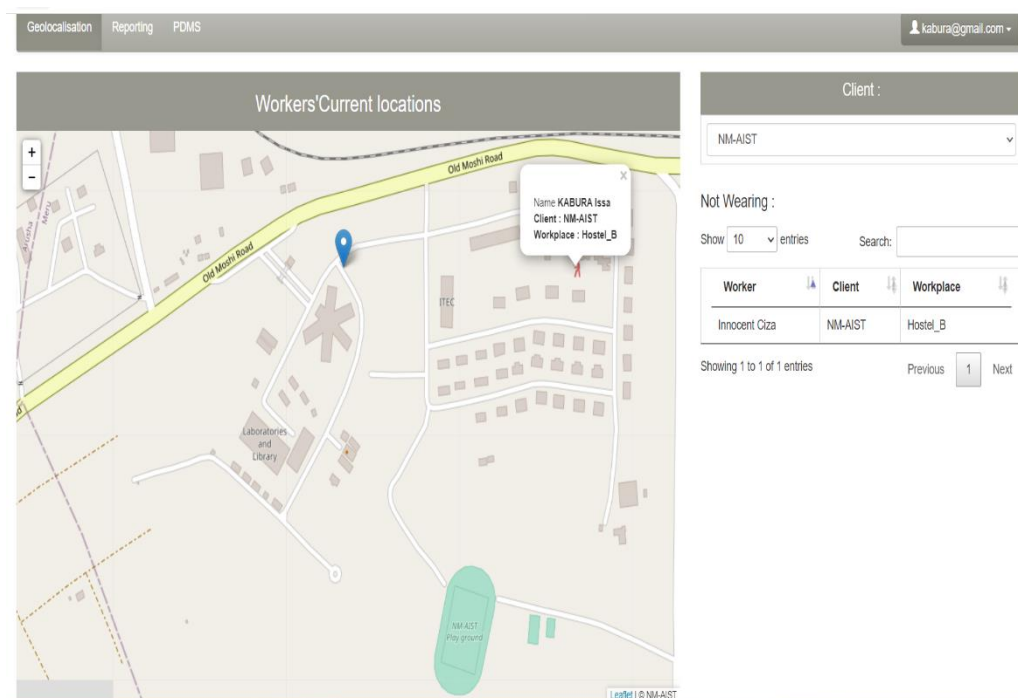 Geolocalisation Reporting PDMS
kabura@gmail.com
Workers'Current locations
+
-
Old Moshi Road
Old Moshi Road
Arusha
Meru
ITEC
Laboratories
and
Library
NM-AIST
Play ground
×
Name KABURA Issa
Client : NM-AIST
Workplace : Hostel_B
Leaflet | © NM-AIST
Client :
NM-AIST
Not Wearing :
Show 10 entries Search:
Worker Client Workplace
Innocent Ciza NM-AIST Hostel_B
Showing 1 to 1 of 1 entries
Previous 1 Next